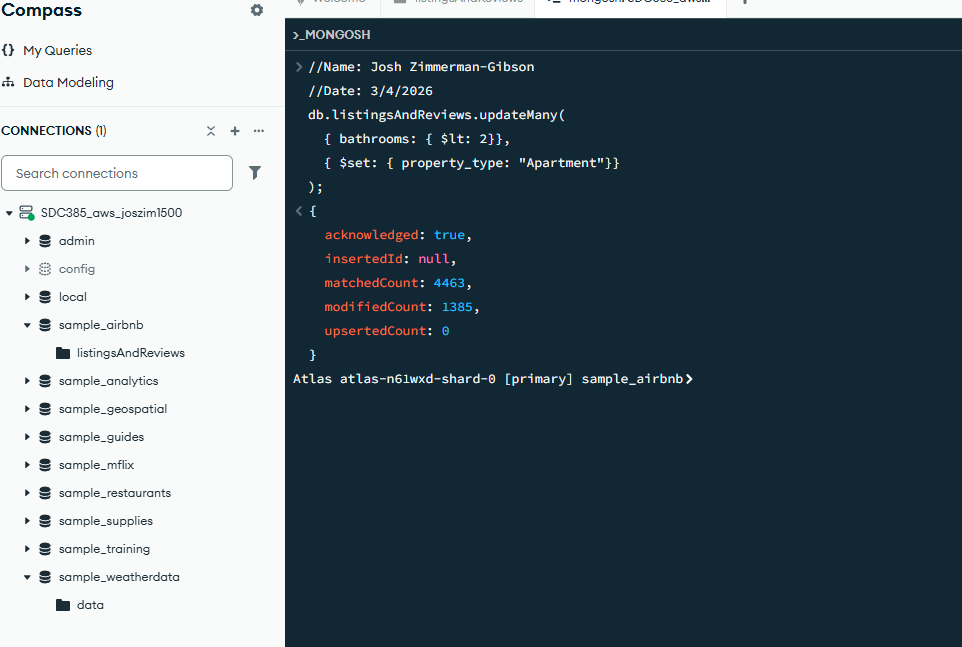 Compass
My Queries
Data Modeling
CONNECTIONS (1)
Search connections
SDC385_aws_joszim1500
admin
config
local
sample_airbnb
listingsAndReviews
sample_analytics
sample_geospatial
sample_guides
sample_mflix
sample_restaurants
sample_supplies
sample_training
sample_weatherdata
data
Welcome
listingsAndReviews
>_MONGOSH
> //Name: Josh Zimmerman-Gibson
//Date: 3/4/2026
db.listingsAndReviews.updateMany(
{ bathrooms: { $lt: 2}},
{ $set: { property_type: "Apartment"}}
);
< {
acknowledged: true,
insertedId: null,
matchedCount: 4463,
modifiedCount: 1385,
upsertedCount: 0
}
Atlas atlas-n61wxd-shard-0 [primary] sample_airbnb>